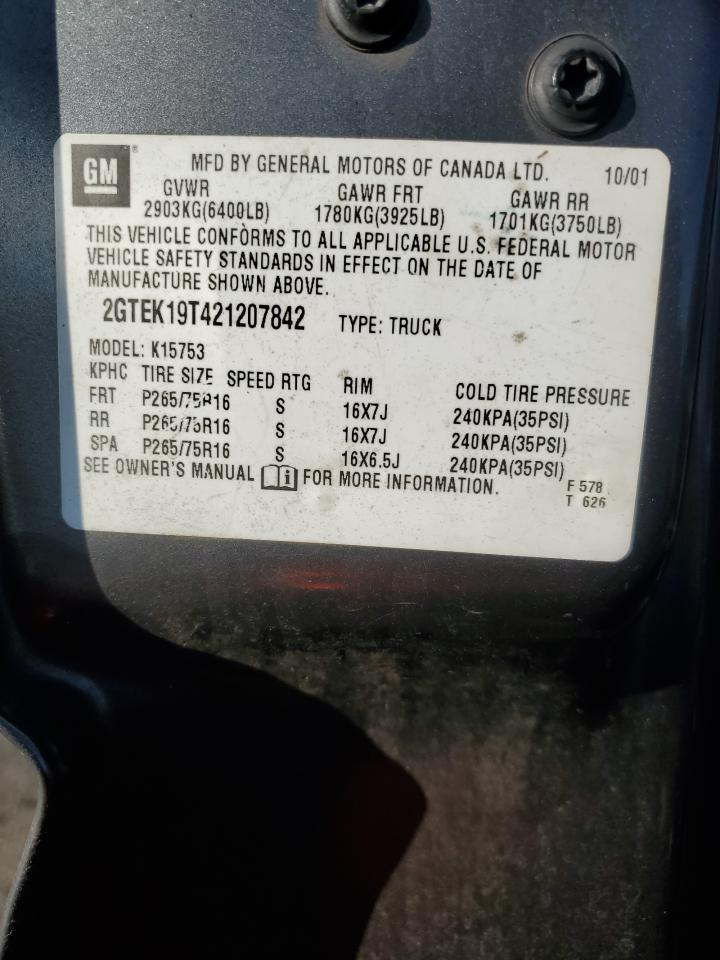 GM ® MFD BY GENERAL MOTORS OF CANADA LTD. 10/01
GVWR GAWR FRT GAWR RR
2903KG(6400LB) 1780KG(3925LB) 1701KG(3750LB)
THIS VEHICLE CONFORMS TO ALL APPLICABLE U.S. FEDERAL MOTOR
VEHICLE SAFETY STANDARDS IN EFFECT ON THE DATE OF
MANUFACTURE SHOWN ABOVE.
2GTEK19T421207842 TYPE: TRUCK
MODEL: K15753
KPHC TIRE SIZE SPEED RTG RIM COLD TIRE PRESSURE
FRT P265/75R16 S 16X7J 240KPA(35PSI)
RR P265/75R16 S 16X7J 240KPA(35PSI)
SPA P265/75R16 S 16X6.5J 240KPA(35PSI)
SEE OWNER'S MANUAL i FOR MORE INFORMATION.
F 578
T 626